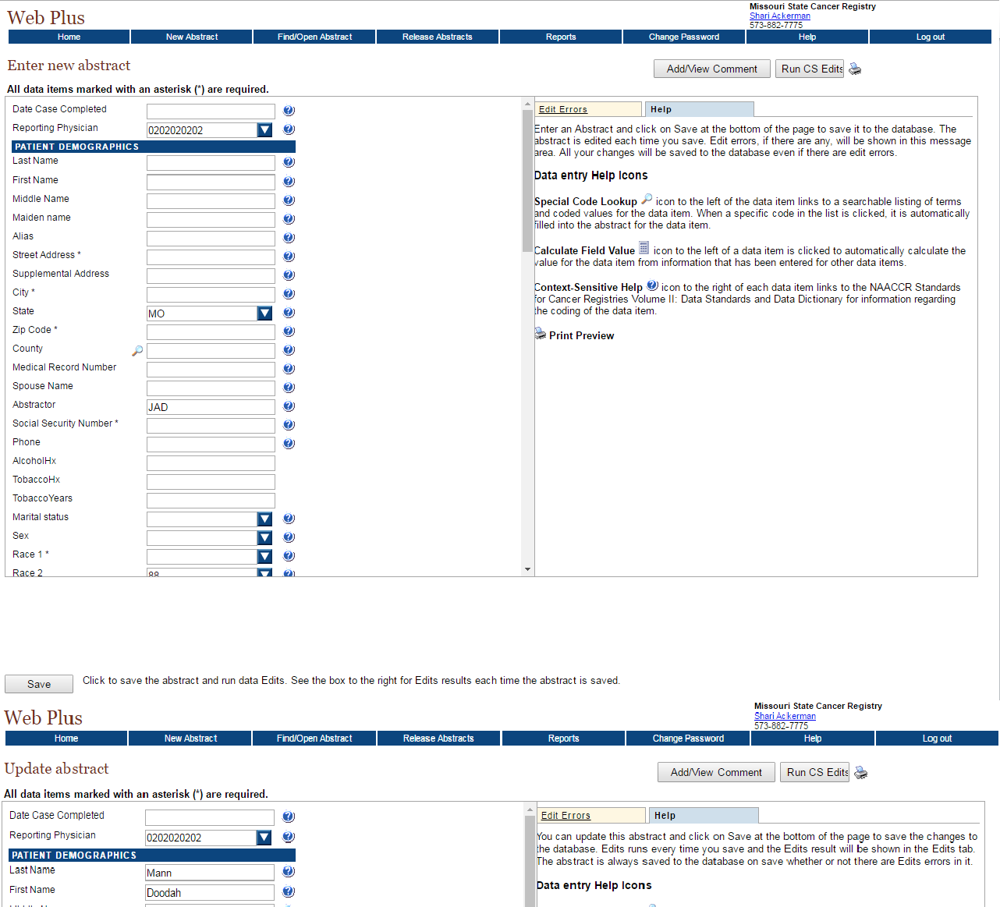 Web Plus
Missouri State Cancer Registry
Shari Ackerman
573-882-7775
Home New Abstract Find/Open Abstract Release Abstracts Reports Change Password Help Log out
Enter new abstract
Add/View Comment Run CS Edits
All data items marked with an asterisk (*) are required.
Date Case Completed
Reporting Physician 0202020202
PATIENT DEMOGRAPHICS
Last Name
First Name
Middle Name
Maiden name
Alias
Street Address *
Supplemental Address
City *
State MO
Zip Code *
County
Medical Record Number
Spouse Name
Abstractor JAD
Social Security Number *
Phone
AlcoholHx
TobaccoHx
TobaccoYears
Marital status
Sex
Race 1 *
Race 2 88
Edit Errors Help
Enter an Abstract and click on Save at the bottom of the page to save it to the database. The
abstract is edited each time you save. Edit errors, if there are any, will be shown in this message
area. All your changes will be saved to the database even if there are edit errors.
Data entry Help Icons
Special Code Lookup icon to the left of the data item links to a searchable listing of terms
and coded values for the data item. When a specific code in the list is clicked, it is automatically
filled into the abstract for the data item.
Calculate Field Value icon to the left of a data item is clicked to automatically calculate the
value for the data item from information that has been entered for other data items.
Context-Sensitive Help icon to the right of each data item links to the NAACCR Standards
for Cancer Registries Volume II: Data Standards and Data Dictionary for information regarding
the coding of the data item.
Print Preview
Save Click to save the abstract and run data Edits. See the box to the right for Edits results each time the abstract is saved.
Web Plus
Missouri State Cancer Registry
Shari Ackerman
573-882-7775
Home New Abstract Find/Open Abstract Release Abstracts Reports Change Password Help Log out
Update abstract
Add/View Comment Run CS Edits
All data items marked with an asterisk (*) are required.
Date Case Completed
Reporting Physician 0202020202
PATIENT DEMOGRAPHICS
Last Name Mann
First Name Doodah
Edit Errors Help
You can update this abstract and click on Save at the bottom of the page to save the changes to
the database. Edits runs every time you save and the Edits result will be shown in the Edits tab.
The abstract is always saved to the database on save whether or not there are Edits errors in it.
Data entry Help Icons